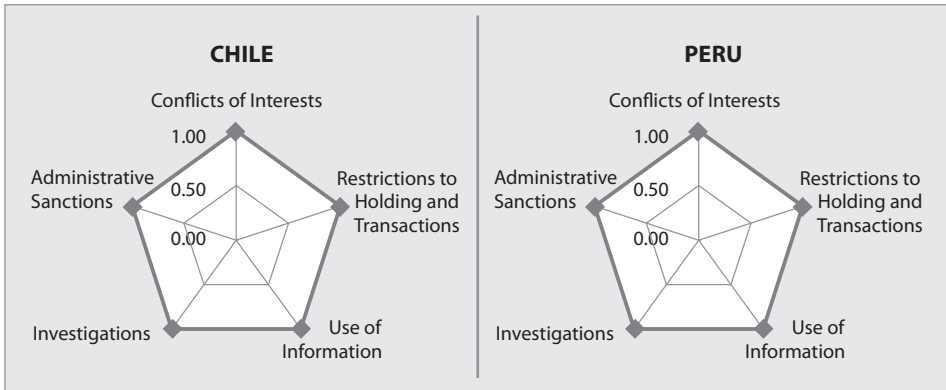 CHILE
Conflicts of Interests
1.00
Administrative
Sanctions
0.50
Restrictions to
Holding and
Transactions
0.00
Investigations
Use of
Information
PERU
Conflicts of Interests
1.00
Administrative
Sanctions
0.50
Restrictions to
Holding and
Transactions
0.00
Investigations
Use of
Information